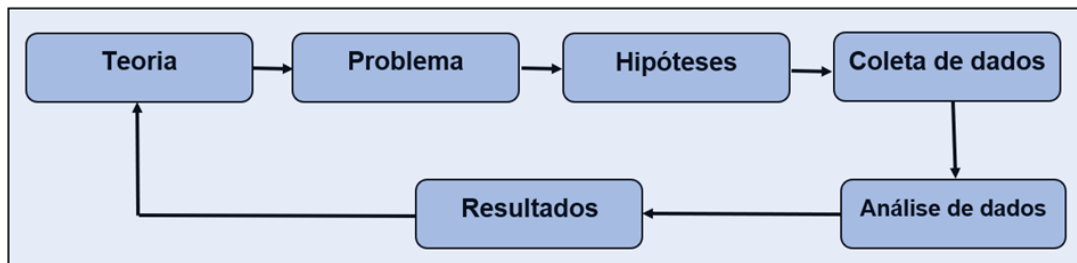 Teoria
Problema
Hipóteses
Coleta de dados
Resultados
Análise de dados